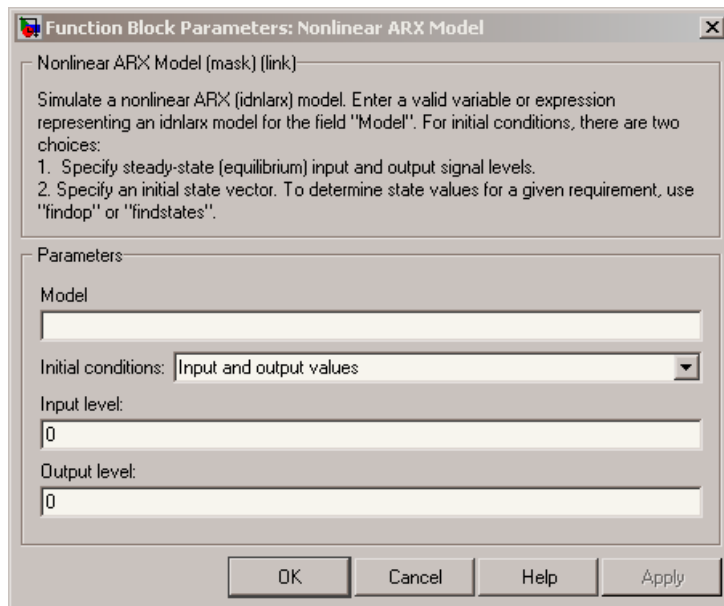 Function Block Parameters: Nonlinear ARX Model
Nonlinear ARX Model (mask) (link)
Simulate a nonlinear ARX (idnlarx) model. Enter a valid variable or expression
representing an idnlarx model for the field "Model". For initial conditions, there are two
choices:
1. Specify steady-state (equilibrium) input and output signal levels.
2. Specify an initial state vector. To determine state values for a given requirement, use
"findop" or "findstates".
Parameters
Model
Initial conditions: Input and output values
Input level:
0
Output level:
0
OK Cancel Help Apply